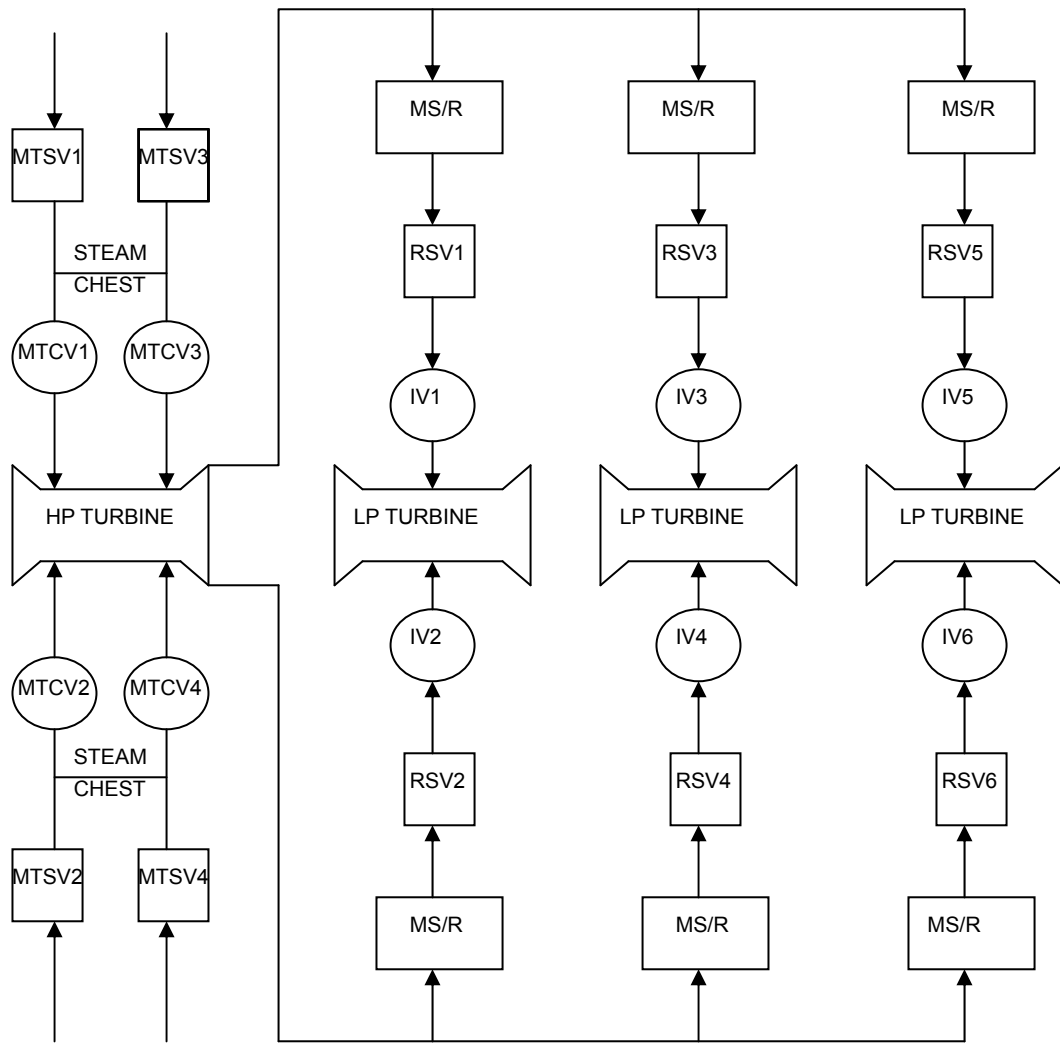 MS/R
MS/R
MS/R
MTSV1
MTSV3
STEAM
CHEST
RSV1
RSV3
RSV5
MTCV1
MTCV3
IV1
IV3
IV5
HP TURBINE
LP TURBINE
LP TURBINE
LP TURBINE
IV2
IV4
IV6
MTCV2
MTCV4
STEAM
CHEST
RSV2
RSV4
RSV6
MTSV2
MTSV4
MS/R
MS/R
MS/R